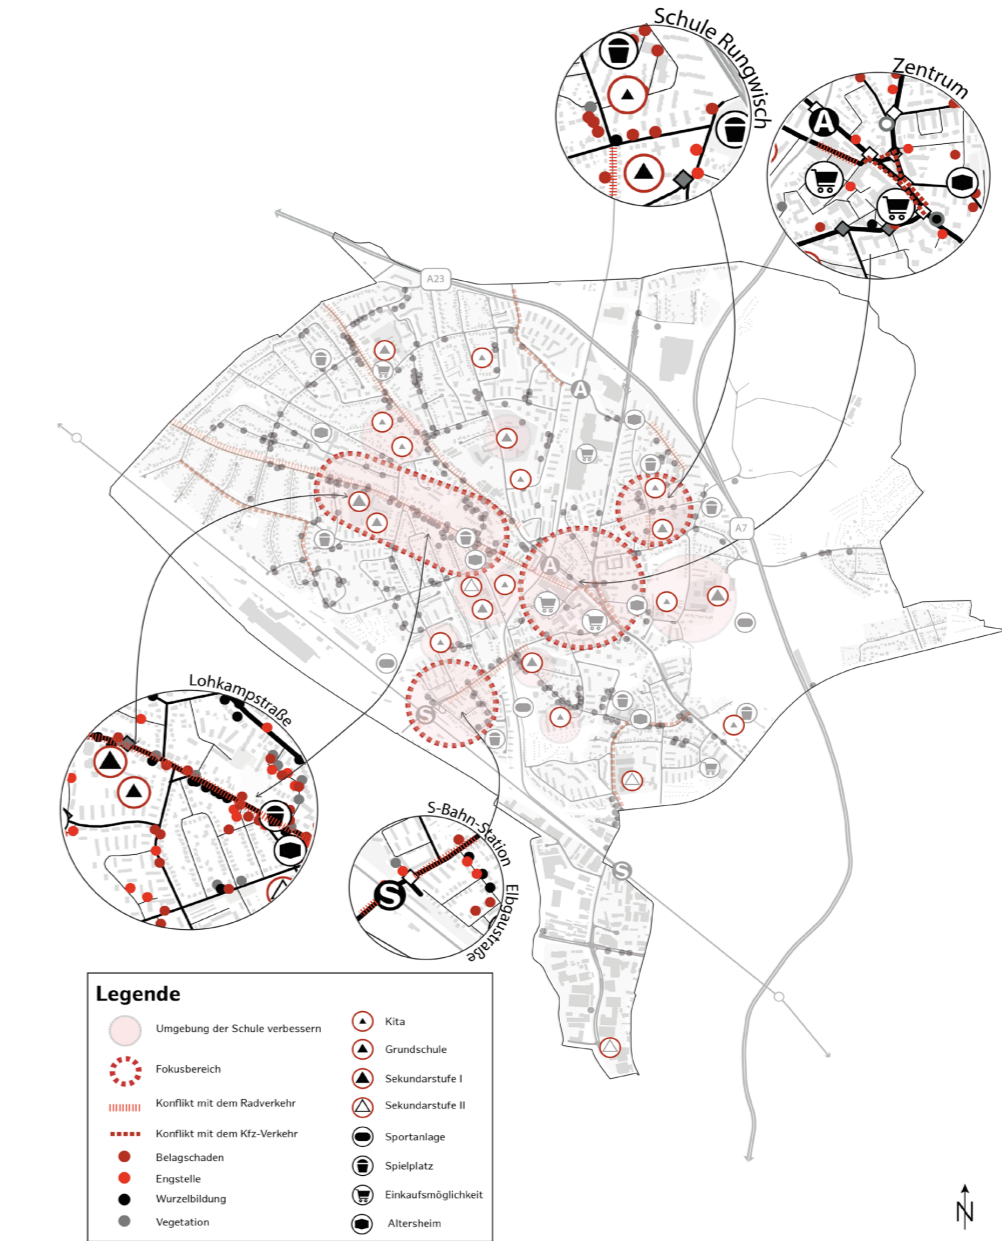 Schule Rungwisch
Zentrum
A
A23
A
A7
A
S
Lohkampstraße
S-Bahn-Station
Elbgaustraße
S
S
Legende
Umgebung der Schule verbessern
Fokusbereich
Konflikt mit dem Radverkehr
Konflikt mit dem Kfz-Verkehr
Belagschaden
Engstelle
Wurzelbildung
Vegetation
Kita
Grundschule
Sekundarstufe I
Sekundarstufe II
Sportanlage
Spielplatz
Einkaufsmöglichkeit
Altersheim
N